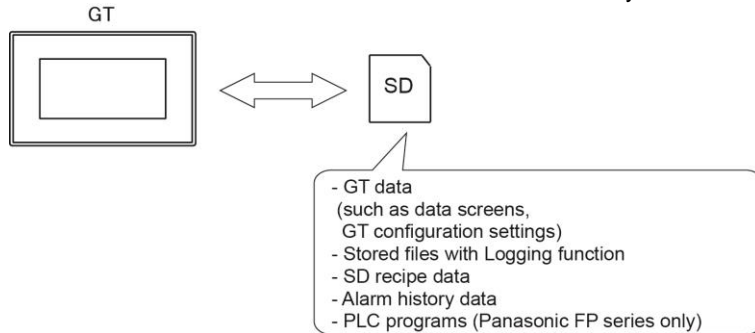 GT
SD
- GT data
(such as data screens,
GT configuration settings)
- Stored files with Logging function
- SD recipe data
- Alarm history data
- PLC programs (Panasonic FP series only)